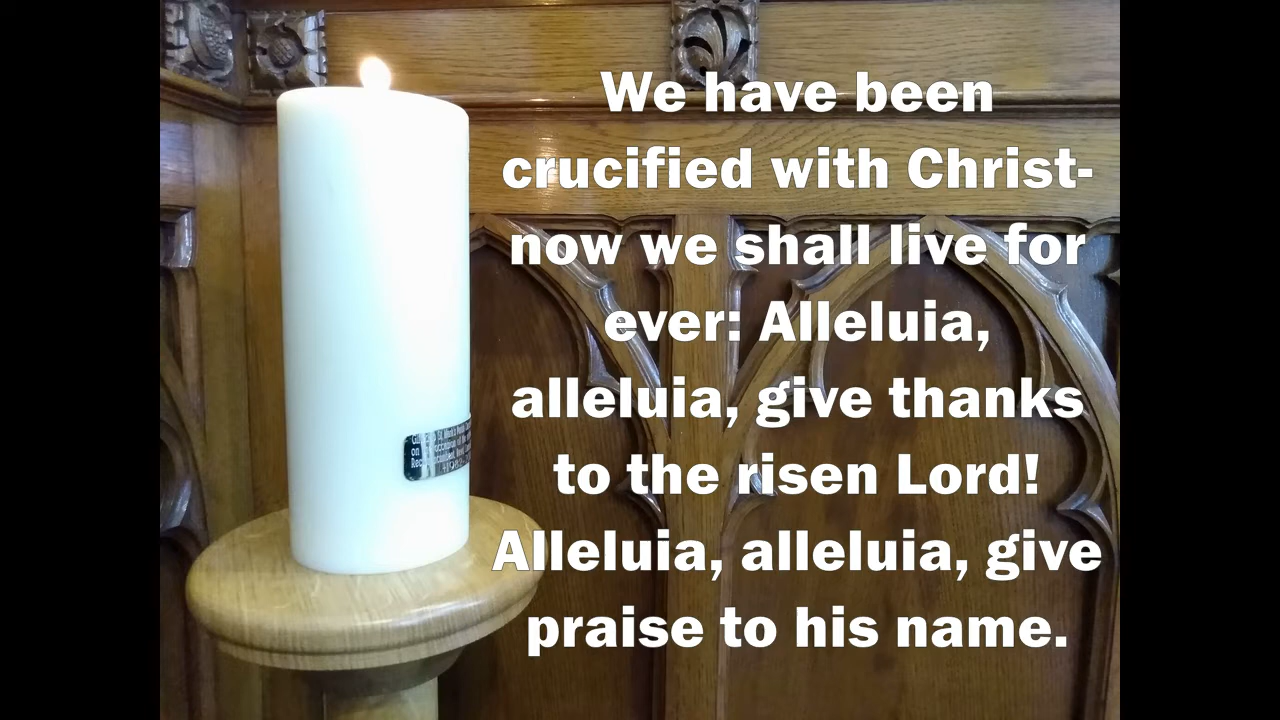 We have been
crucified with Christ-
now we shall live for
ever: Alleluia,
alleluia, give thanks
to the risen Lord!
Alleluia, alleluia, give
praise to his name.